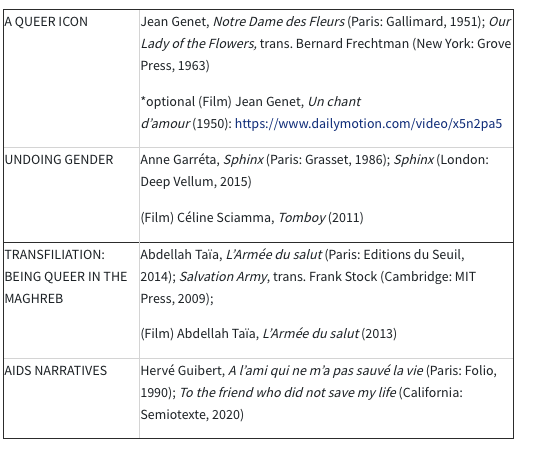 A QUEER ICON
Jean Genet, Notre Dame des Fleurs (Paris: Gallimard, 1951); Our
Lady of the Flowers, trans. Bernard Frechtman (New York: Grove
Press, 1963)
*optional (Film) Jean Genet, Un chant
d’amour (1950): https://www.dailymotion.com/video/x5n2pa5
UNDOING GENDER
Anne Garréta, Sphinx (Paris: Grasset, 1986); Sphinx (London:
Deep Vellum, 2015)
(Film) Céline Sciamma, Tomboy (2011)
TRANSFILIATION:
BEING QUEER IN THE
MAGHREB
Abdellah Taïa, L’Armée du salut (Paris: Editions du Seuil,
2014); Salvation Army, trans. Frank Stock (Cambridge: MIT
Press, 2009);
(Film) Abdellah Taïa, L’Armée du salut (2013)
AIDS NARRATIVES
Hervé Guibert, A l’ami qui ne m’a pas sauvé la vie (Paris: Folio,
1990); To the friend who did not save my life (California:
Semiotexte, 2020)